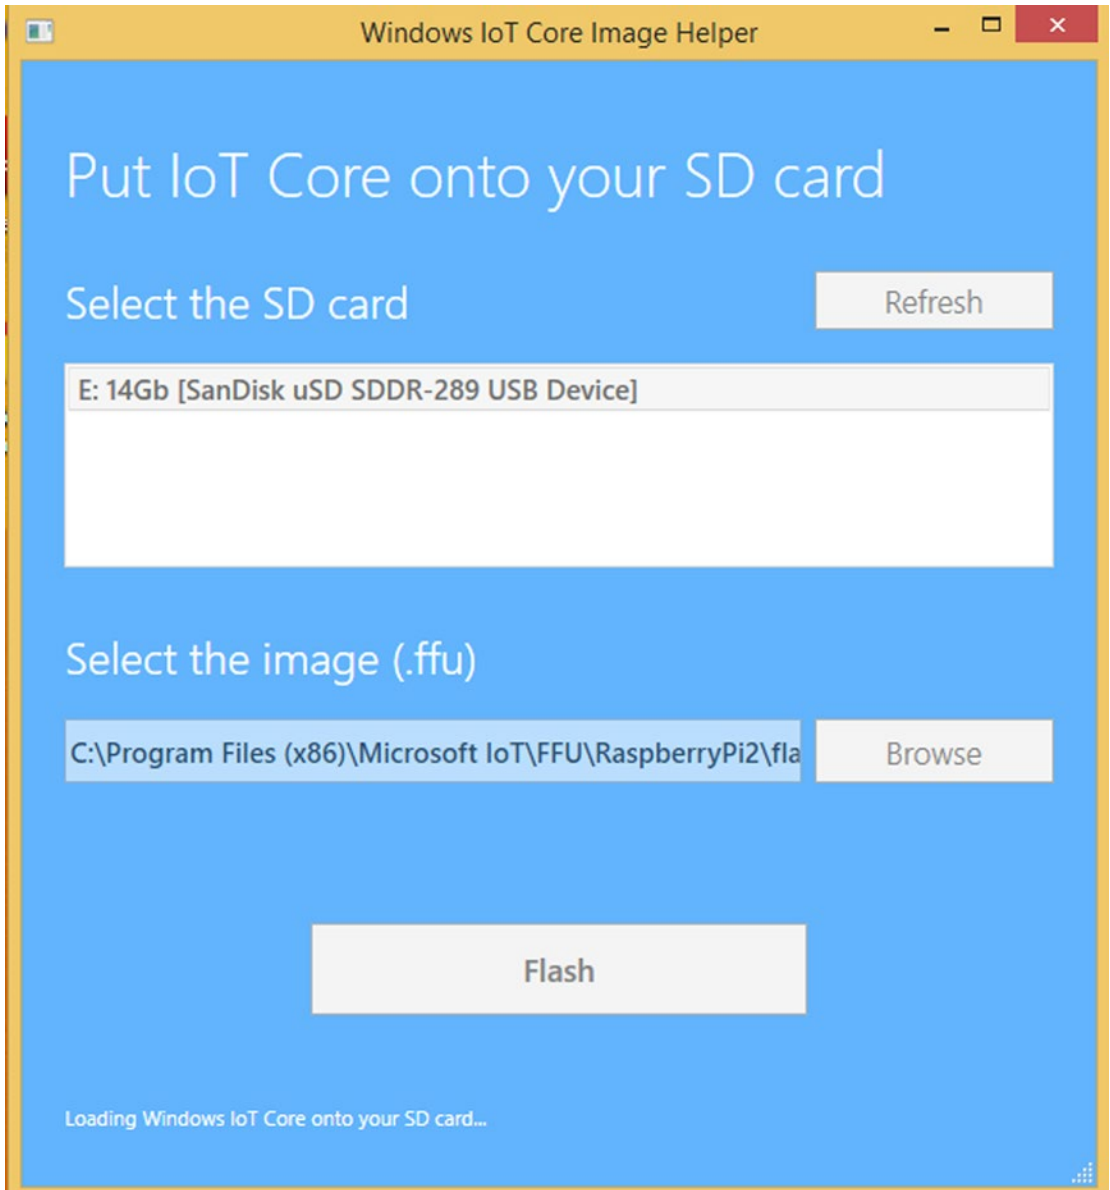 Windows IoT Core Image Helper
Put IoT Core onto your SD card
Select the SD card
Refresh
E: 14Gb [SanDisk uSD SDDR-289 USB Device]
Select the image (.ffu)
C:\Program Files (x86)\Microsoft IoT\FFU\RaspberryPi2\fla
Browse
Flash
Loading Windows IoT Core onto your SD card...